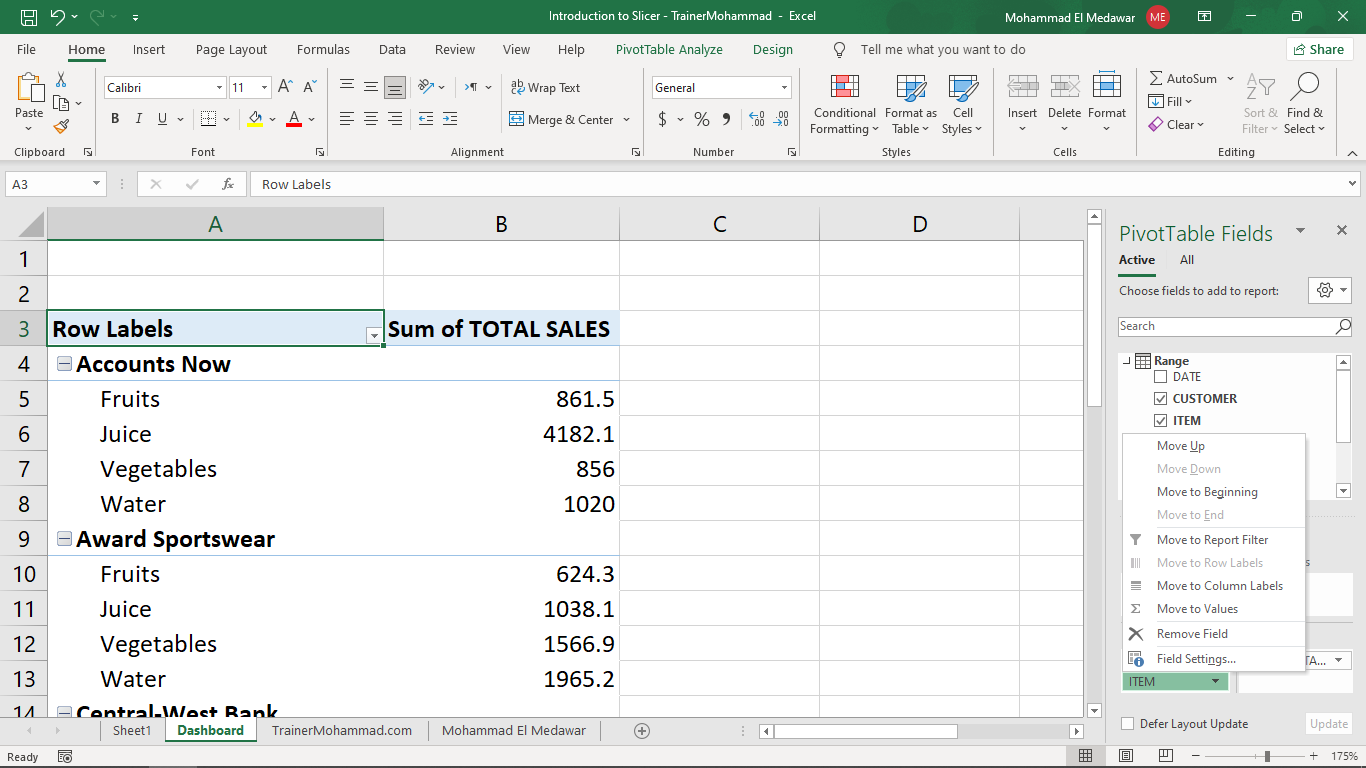 Introduction to Slicer - TrainerMohammad - Excel
Mohammad El Medawar ME
File Home Insert Page Layout Formulas Data Review View Help PivotTable Analyze Design Tell me what you want to do Share
Calibri 11 ab Wrap Text General AutoSum
Paste B I U Merge & Center $ % Conditional Formatting Format as Table Cell Styles Insert Delete Format Fill Clear Sort & Filter Find & Select
Clipboard Font Alignment Number Styles Cells Editing
A3 fx Row Labels
A B C D
1
2
3 Row Labels Sum of TOTAL SALES
4 Accounts Now
5 Fruits 861.5
6 Juice 4182.1
7 Vegetables 856
8 Water 1020
9 Award Sportswear
10 Fruits 624.3
11 Juice 1038.1
12 Vegetables 1566.9
13 Water 1965.2
14 Central-West Bank
PivotTable Fields
Active All
Choose fields to add to report:
Search
Range
DATE
CUSTOMER
ITEM
Move Up
Move Down
Move to Beginning
Move to End
Move to Report Filter
Move to Row Labels
Move to Column Labels
Move to Values
Remove Field
Field Settings...
ITEM
Defer Layout Update Update
Sheet1 Dashboard TrainerMohammad.com Mohammad El Medawar
Ready 175%